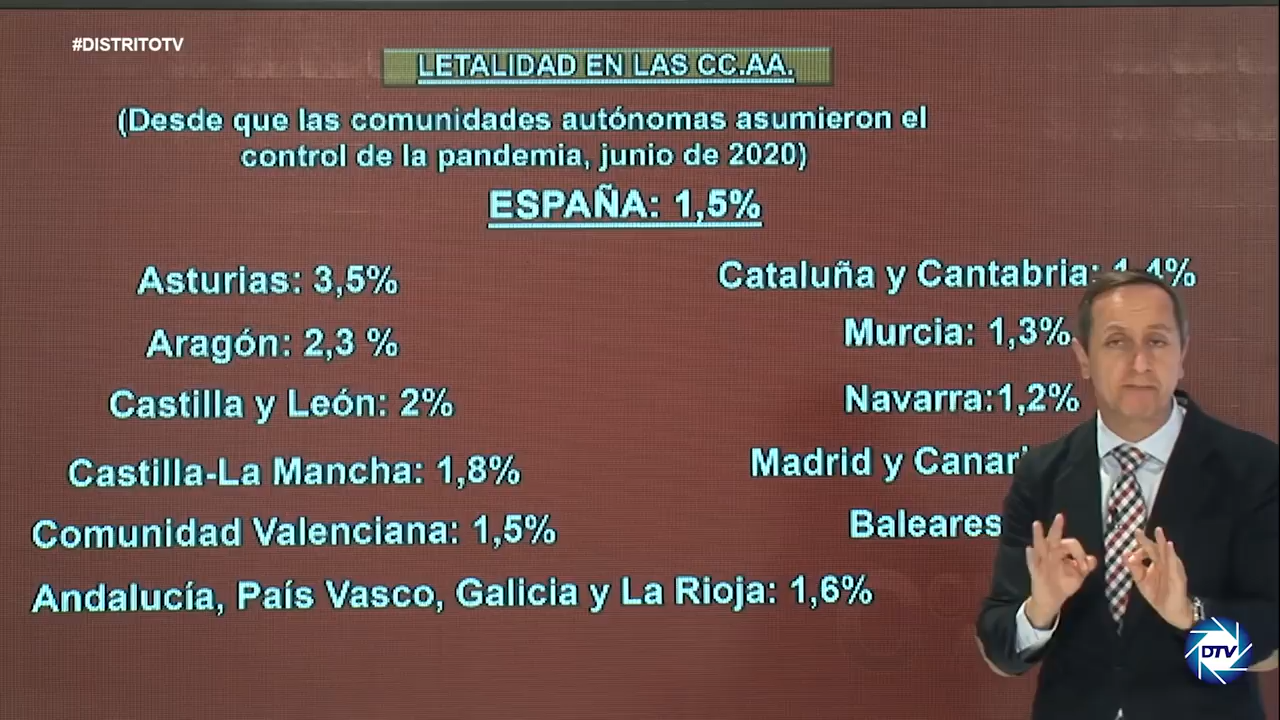 #DISTRITOTV
LETALIDAD EN LAS CC.AA.
(Desde que las comunidades autónomas asumieron el
control de la pandemia, junio de 2020)
ESPAÑA: 1,5%
Asturias: 3,5%
Aragón: 2,3 %
Castilla y León: 2%
Castilla-La Mancha: 1,8%
Comunidad Valenciana: 1,5%
Andalucía, País Vasco, Galicia y La Rioja: 1,6%
Cataluña y Cantabria: 1,4%
Murcia: 1,3%
Navarra:1,2%
Madrid y
Baleares
DTV